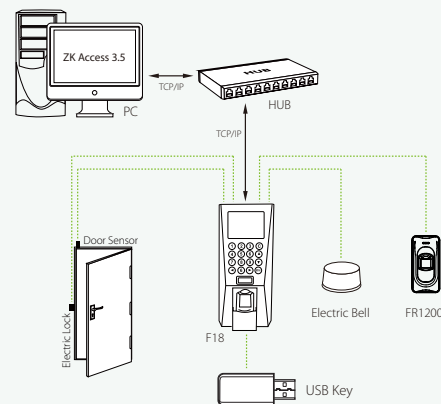 ZK Access 3.5
HUB
TCP/IP
PC
HUB
TCP/IP
Door Sensor
Electric Lock
F18
Electric Bell
FR1200
USB Key